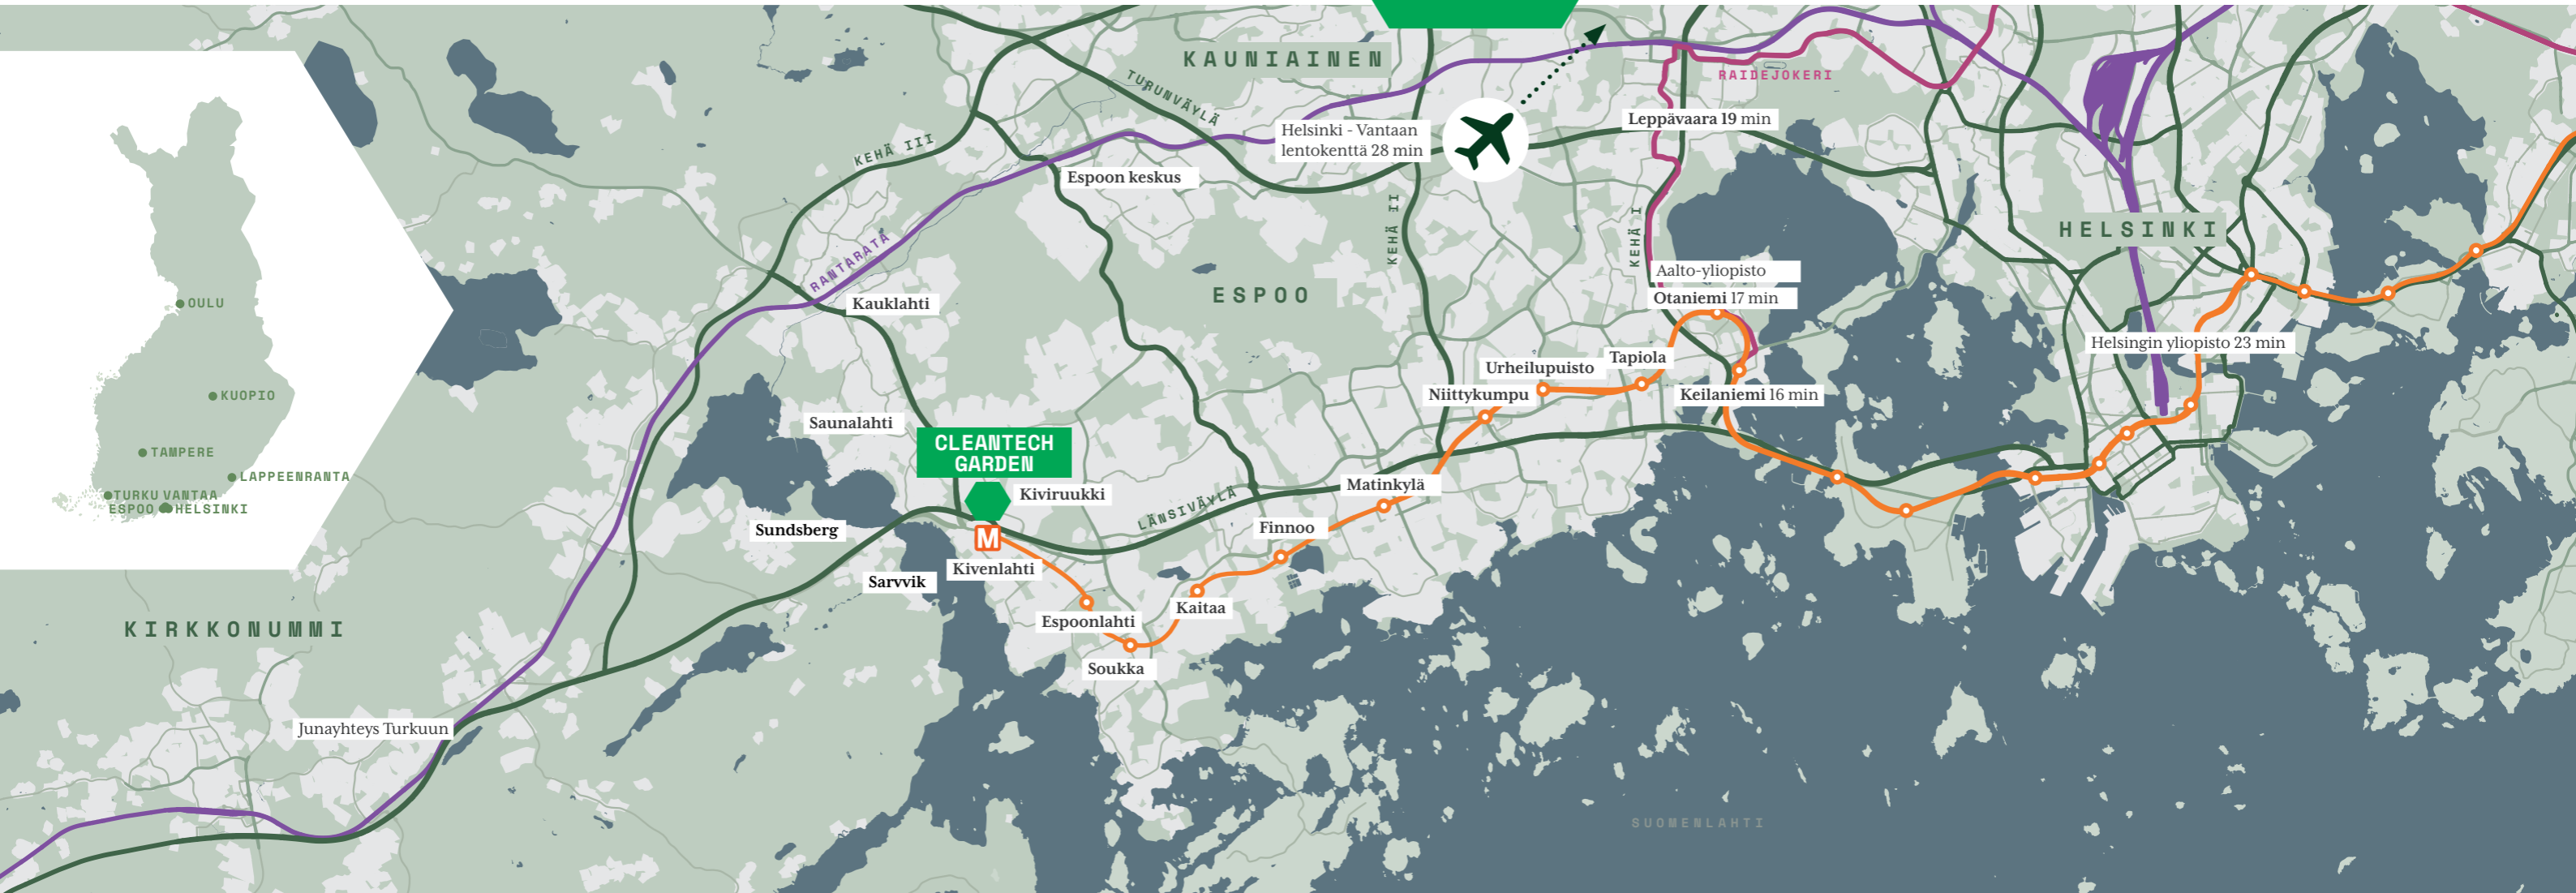 KAUNIAINEN
TURUNVÄYLÄ
RAIDEJOKERI
Leppävaara 19 min
Helsinki - Vantaan
lentokenttä 28 min
KEHÄ III
Espoon keskus
KEHÄ II
KEHÄ I
HELSINKI
RANTARATA
Aalto-yliopisto
Otaniemi 17 min
ESPOO
Kauklahti
OULU
Helsingin yliopisto 23 min
Tapiola
Urheilupuisto
Niittykumpu
Keilaniemi 16 min
KUOPIO
Saunalahti
CLEANTECH
GARDEN
TAMPERE
LAPPEENRANTA
Matinkylä
Kiviruukki
TURKU VANTAA
ESPOO HELSINKI
LÄNSIVÄYLÄ
Sundsberg
Finnoo
M
Kivenlahti
Sarvvik
Kaitaa
Espoonlahti
KIRKKONUMMI
Soukka
Junayhteys Turkuun
SUOMENLAHTI